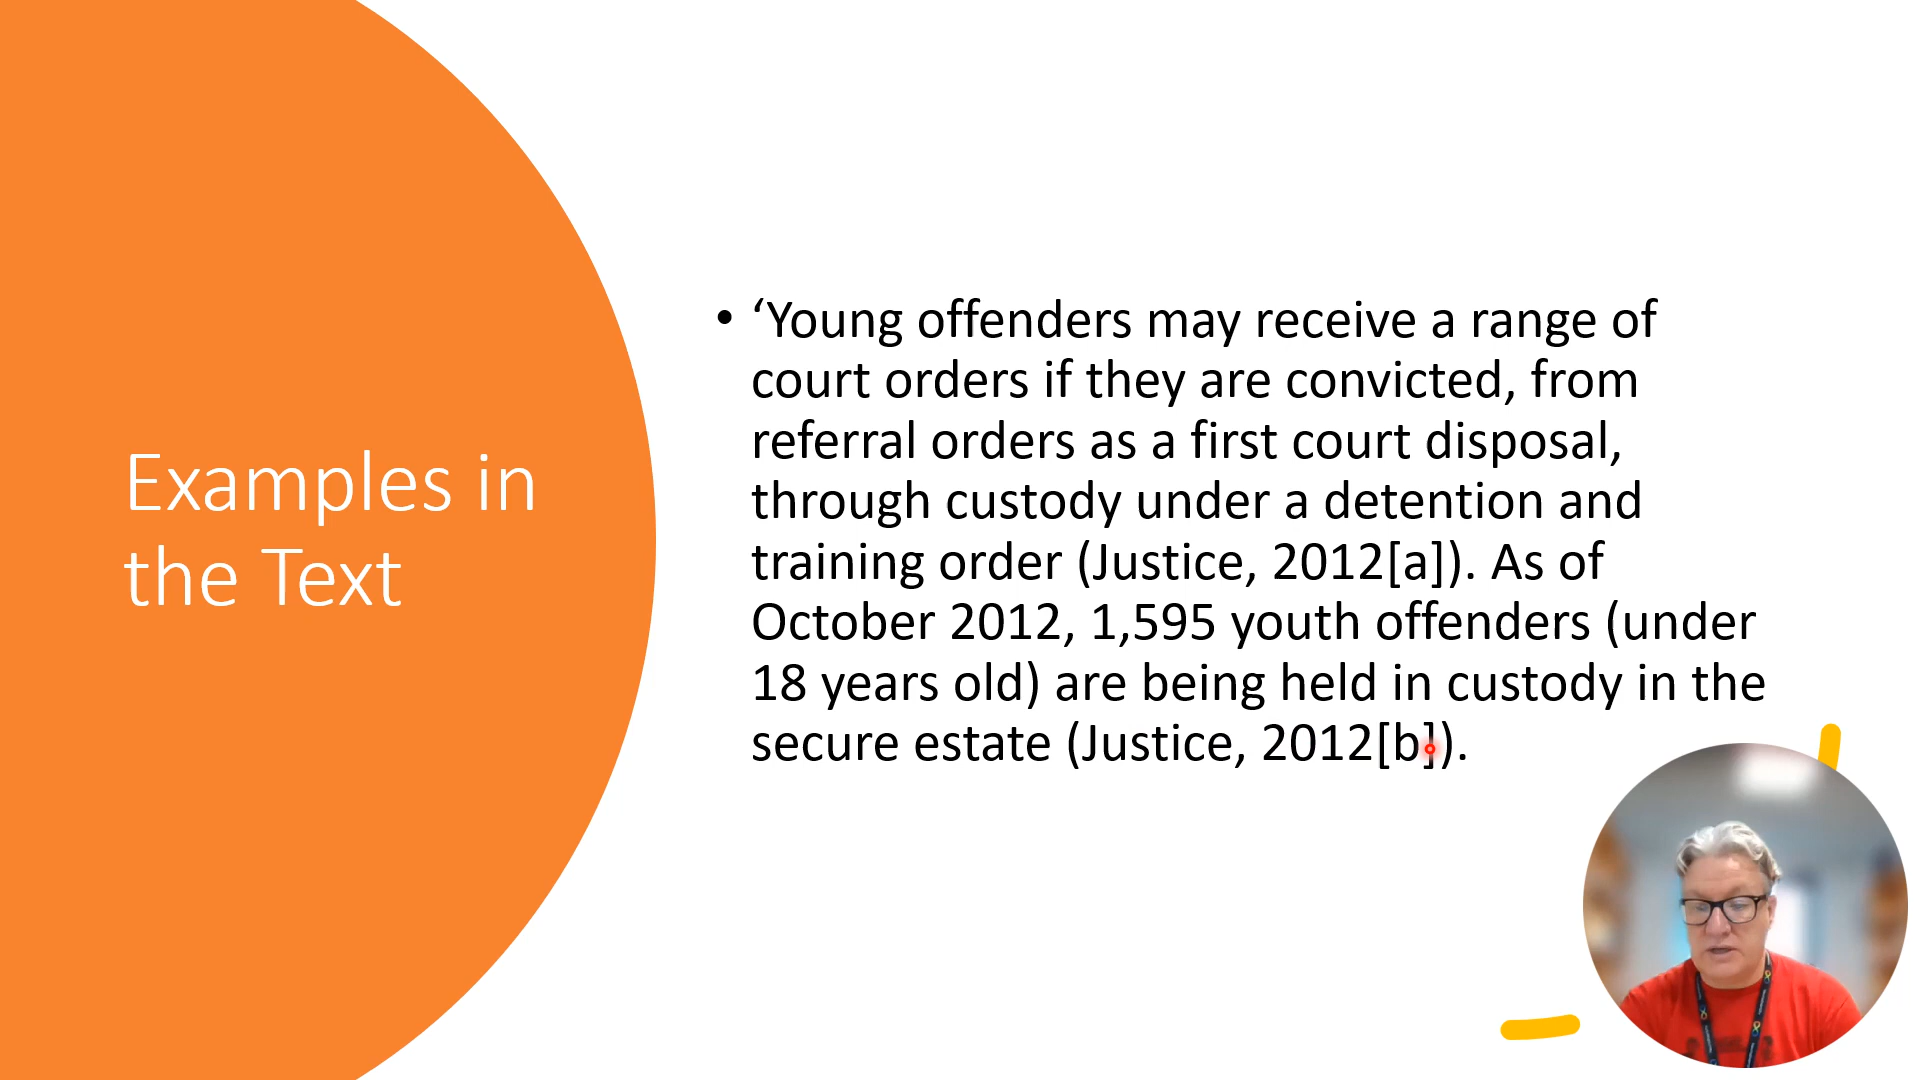 Examples in
the Text
• ‘Young offenders may receive a range of
court orders if they are convicted, from
referral orders as a first court disposal,
through custody under a detention and
training order (Justice, 2012[a]). As of
October 2012, 1,595 youth offenders (under
18 years old) are being held in custody in the
secure estate (Justice, 2012[b]).